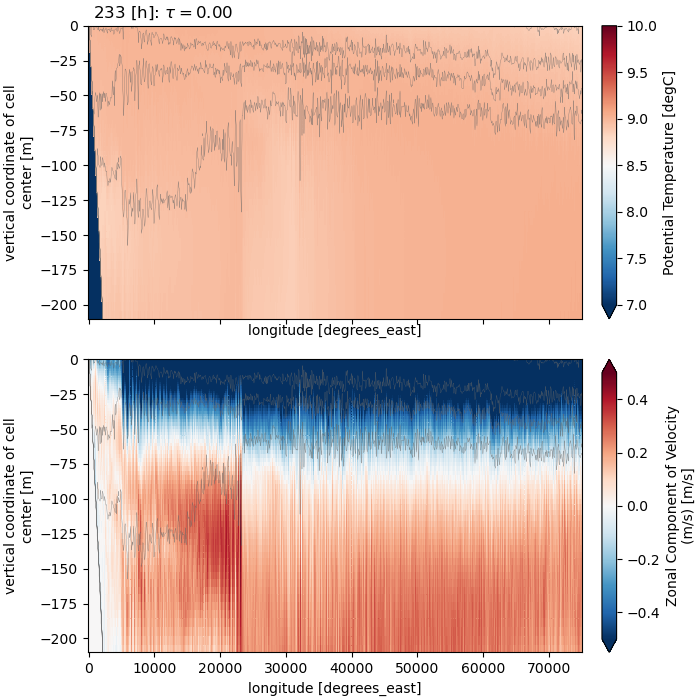 233 [h]: τ = 0.00
0
−25
−50
−75
−100
−125
−150
−175
−200
vertical coordinate of cell
center [m]
longitude [degrees_east]
10.0
9.5
9.0
8.5
8.0
7.5
7.0
Potential Temperature [degC]
0
−25
−50
−75
−100
−125
−150
−175
−200
vertical coordinate of cell
center [m]
0 10000 20000 30000 40000 50000 60000 70000
longitude [degrees_east]
0.4
0.2
0.0
−0.2
−0.4
Zonal Component of Velocity
(m/s) [m/s]